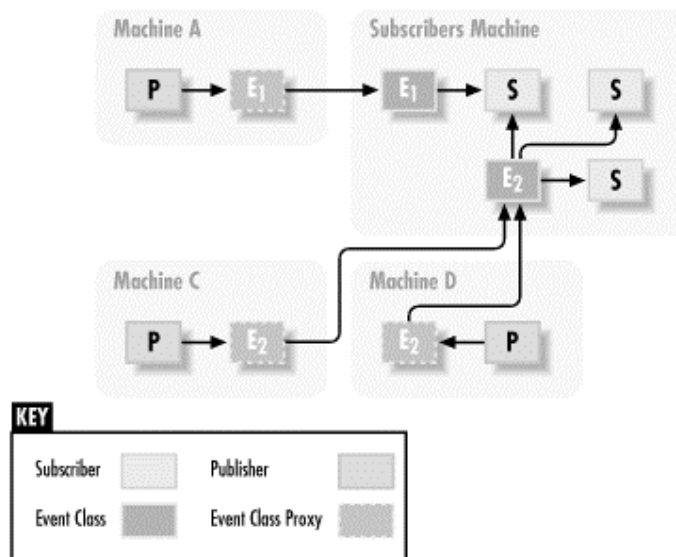 Machine A
Subscribers Machine
P
E1
E1
S
S
E2
S
Machine C
Machine D
P
E2
E2
P
KEY
Subscriber
Publisher
Event Class
Event Class Proxy